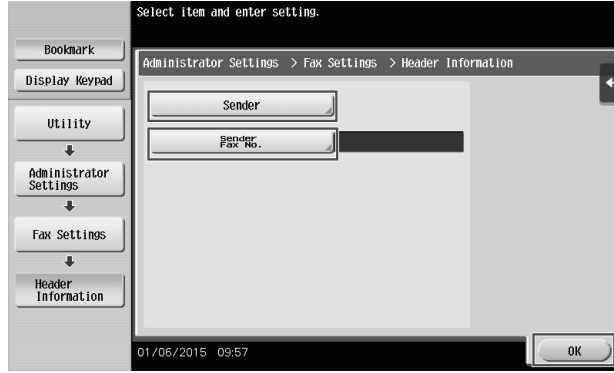 Select item and enter setting.
Bookmark
Display Keypad
Administrator Settings > Fax Settings > Header Information
Utility
Administrator
Settings
Fax Settings
Header
Information
Sender
Sender
Fax No.
01/06/2015 09:57
OK